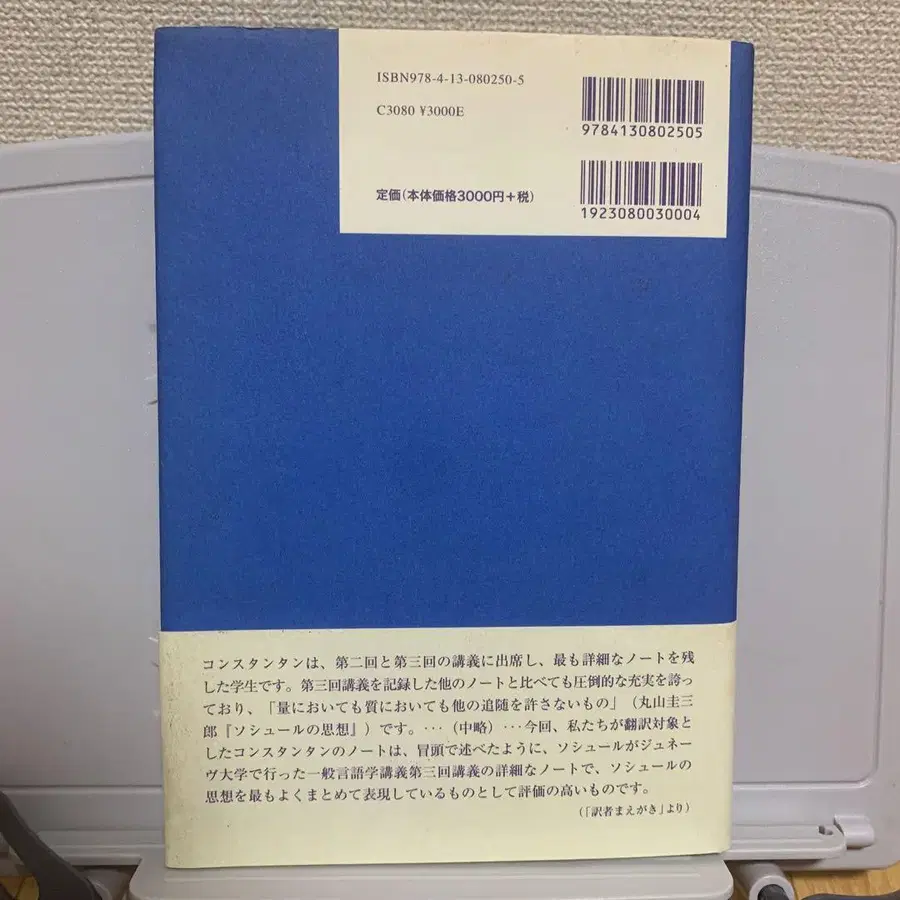 ISBN978-4-13-080250-5
C3080 ¥3000E
定価(本体価格3000円+税)
9784130802505
1923080030004
コンスタンタンは、第二回と第三回の講義に出席し、最も詳細なノートを残
した学生です。第三回講義を記録した他のノートと比べても圧倒的な充実を誇っ
ており、「量においても質においても他の追随を許さないもの」（丸山圭三
郎『ソシュールの思想』）です。･･･（中略）･･･今回、私たちが翻訳対象と
したコンスタンタンのノートは、冒頭で述べたように、ソシュールがジュネー
ヴ大学で行った一般言語学講義第三回講義の詳細なノートで、ソシュールの
思想を最もよくまとめて表現しているものとして評価の高いものです。
（「訳者まえがき」より）